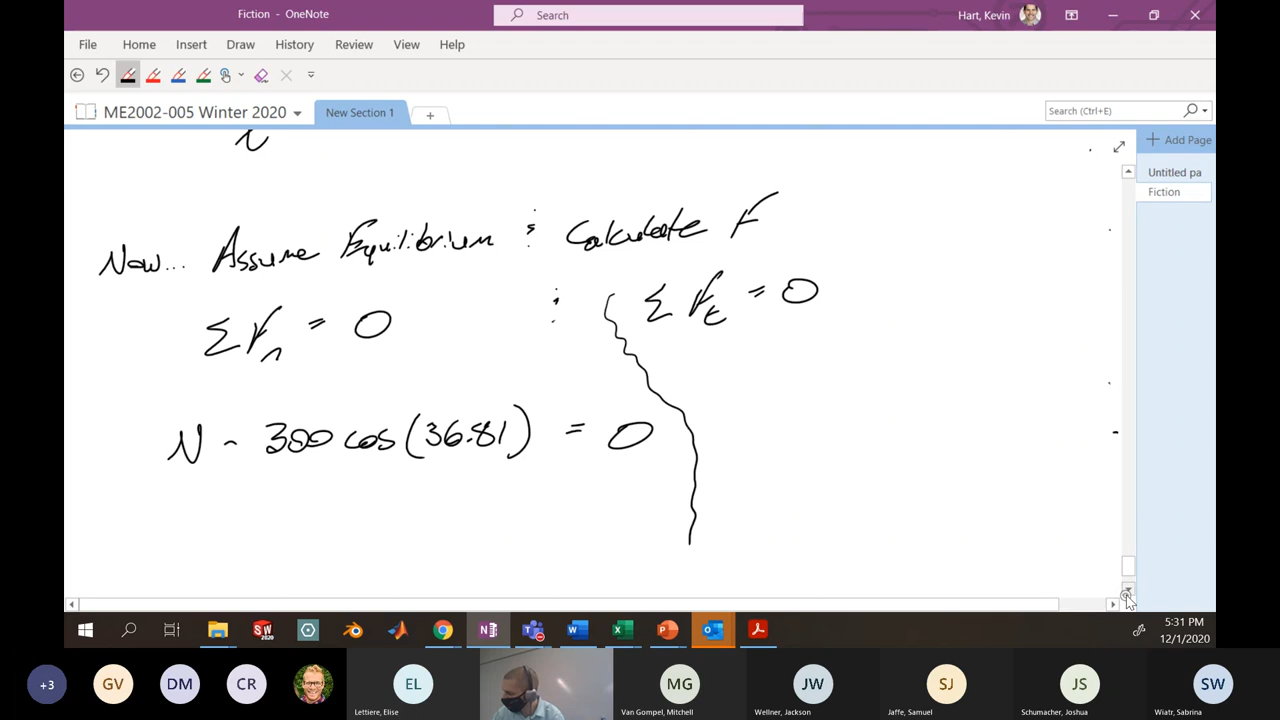 Fiction - OneNote
Search
Hart, Kevin
File Home Insert Draw History Review View Help
ME2002-005 Winter 2020
New Section 1
Search (Ctrl+E)
Add Page
Untitled pa
Fiction
Now... Assume Equilibrium : Calculate F
ΣFn = 0 : ΣFt = 0
N - 300 cos(36.81) = 0
5:31 PM
12/1/2020
+3 GV DM CR EL MG JW SJ JS SW
Lettiere, Elise
Van Gompel, Mitchell
Wellner, Jackson
Jaffe, Samuel
Schumacher, Joshua
Wiatr, Sabrina